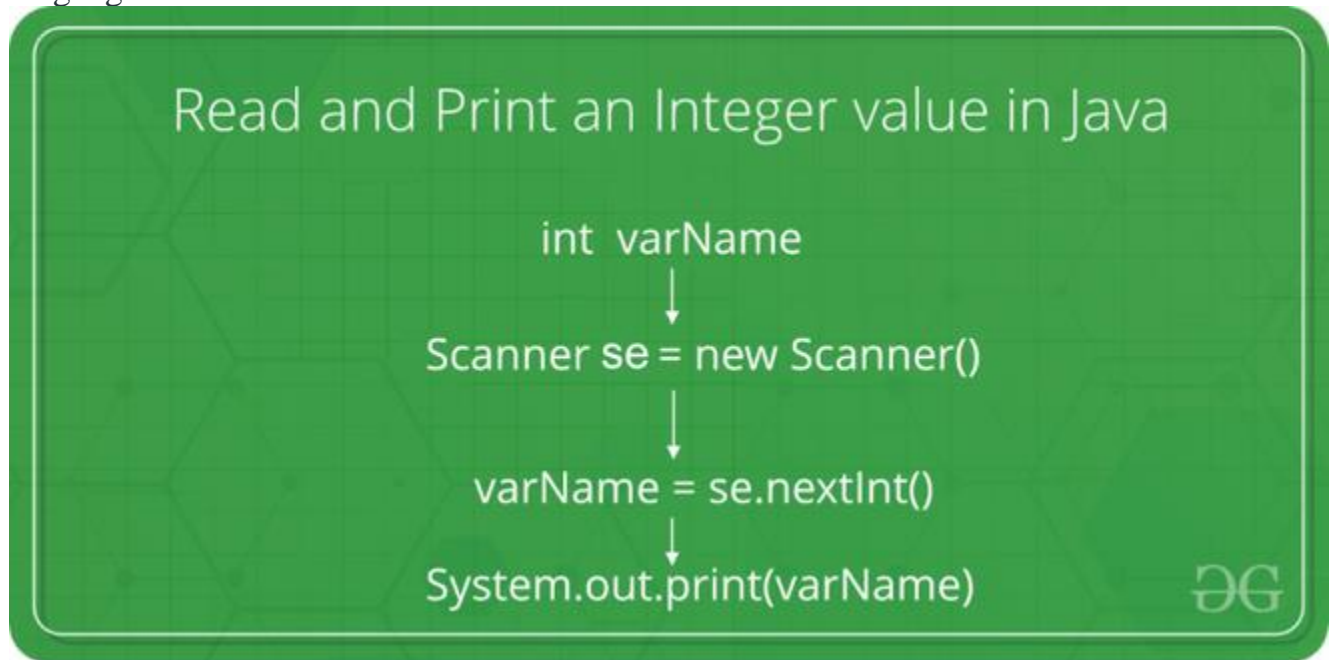 Read and Print an Integer value in Java
int varName
Scanner se = new Scanner()
varName = se.nextInt()
System.out.print(varName)
GG